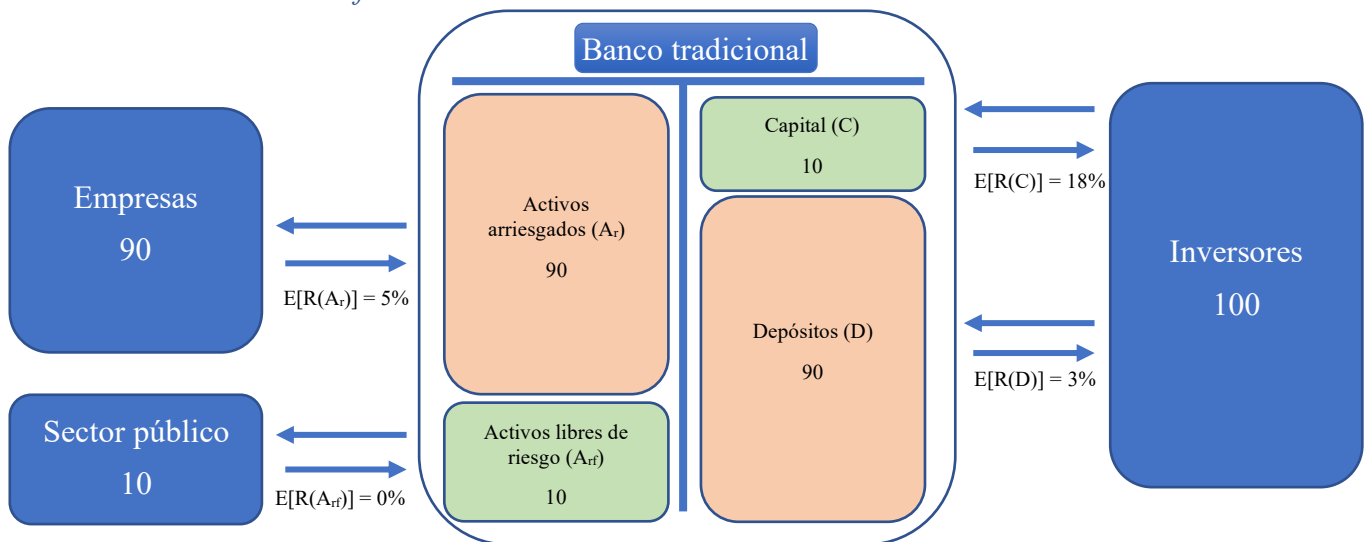 Banco tradicional
Empresas
90
E[R(Aᵣ)] = 5%
Sector público
10
E[R(Aᵣf)] = 0%
Activos
arriesgados (Aᵣ)
90
Activos libres de
riesgo (Aᵣf)
10
Capital (C)
10
Depósitos (D)
90
E[R(C)] = 18%
E[R(D)] = 3%
Inversores
100